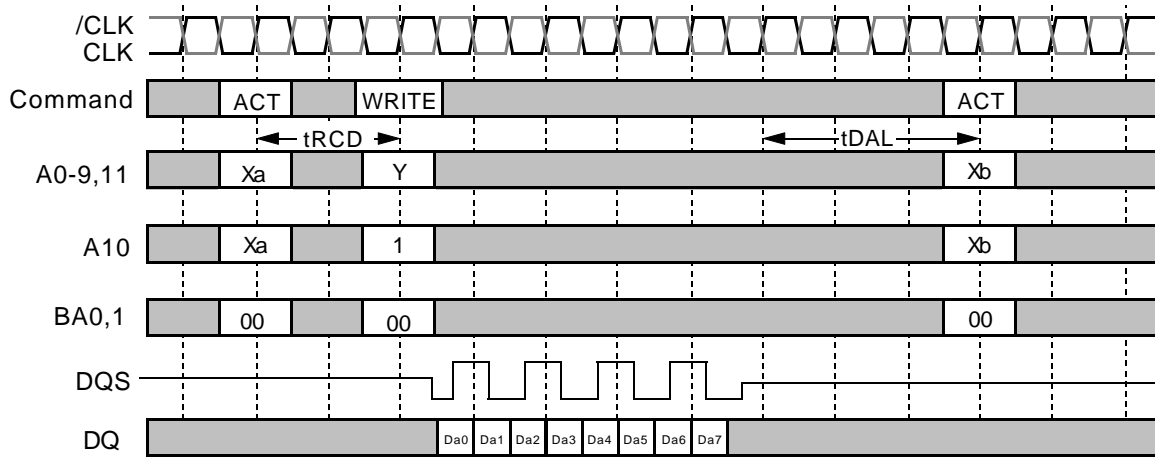 /CLK
CLK
Command ACT WRITE ACT
tRCD tDAL
A0-9,11 Xa Y Xb
A10 Xa 1 Xb
BA0,1 00 00 00
DQS
DQ Da0 Da1 Da2 Da3 Da4 Da5 Da6 Da7